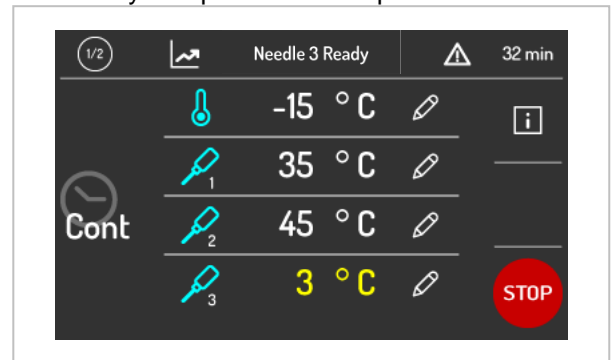 1/2 Needle 3 Ready 32 min
-15 °C
i
1 35 °C
Cont
2 45 °C
3 3 °C
STOP